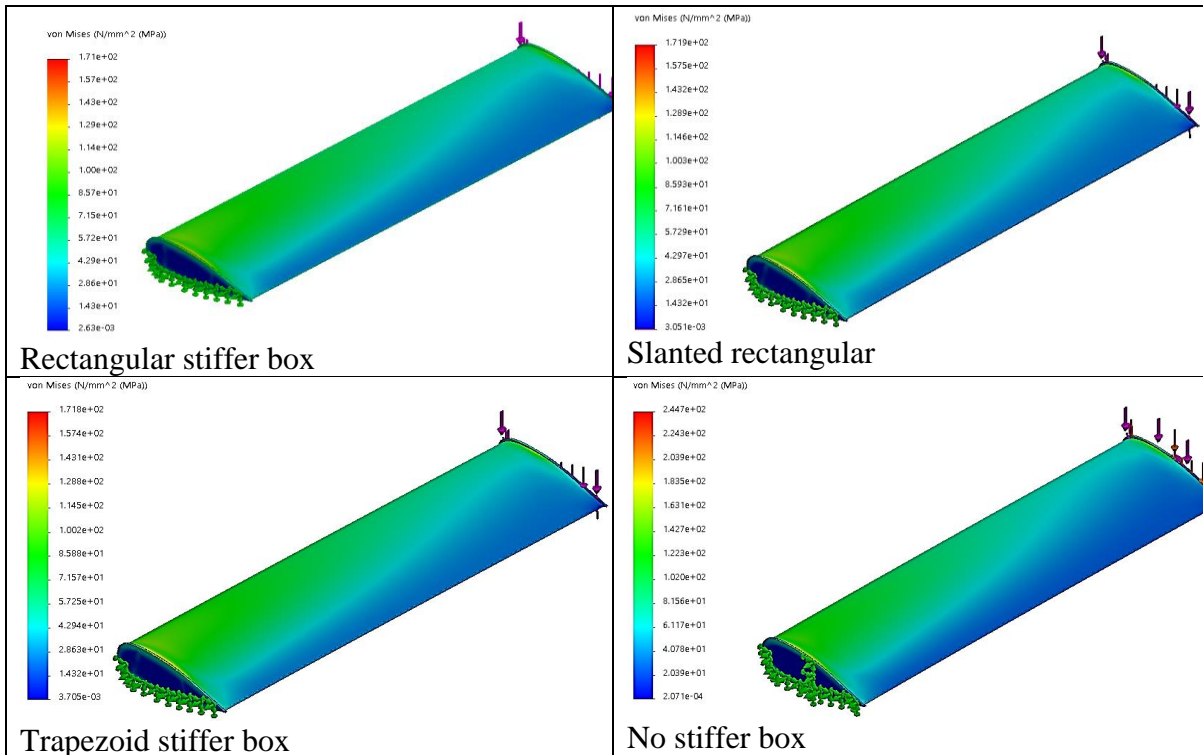 von Mises (N/mm^2 (MPa))
1.71e+02
1.57e+02
1.43e+02
1.29e+02
1.14e+02
1.00e+02
8.57e+01
7.15e+01
5.72e+01
4.29e+01
2.86e+01
1.43e+01
2.63e-03
Rectangular stiffer box
von Mises (N/mm^2 (MPa))
1.719e+02
1.575e+02
1.432e+02
1.289e+02
1.146e+02
1.003e+02
8.593e+01
7.161e+01
5.729e+01
4.297e+01
2.864e+01
1.432e+01
3.051e-03
Slanted rectangular
von Mises (N/mm^2 (MPa))
1.718e+02
1.574e+02
1.431e+02
1.288e+02
1.145e+02
1.002e+02
8.588e+01
7.157e+01
5.725e+01
4.294e+01
2.863e+01
1.432e+01
3.705e-03
Trapezoid stiffer box
von Mises (N/mm^2 (MPa))
2.447e+02
2.243e+02
2.039e+02
1.835e+02
1.631e+02
1.427e+02
1.223e+02
1.020e+02
8.156e+01
6.117e+01
4.078e+01
2.039e+01
2.071e-04
No stiffer box